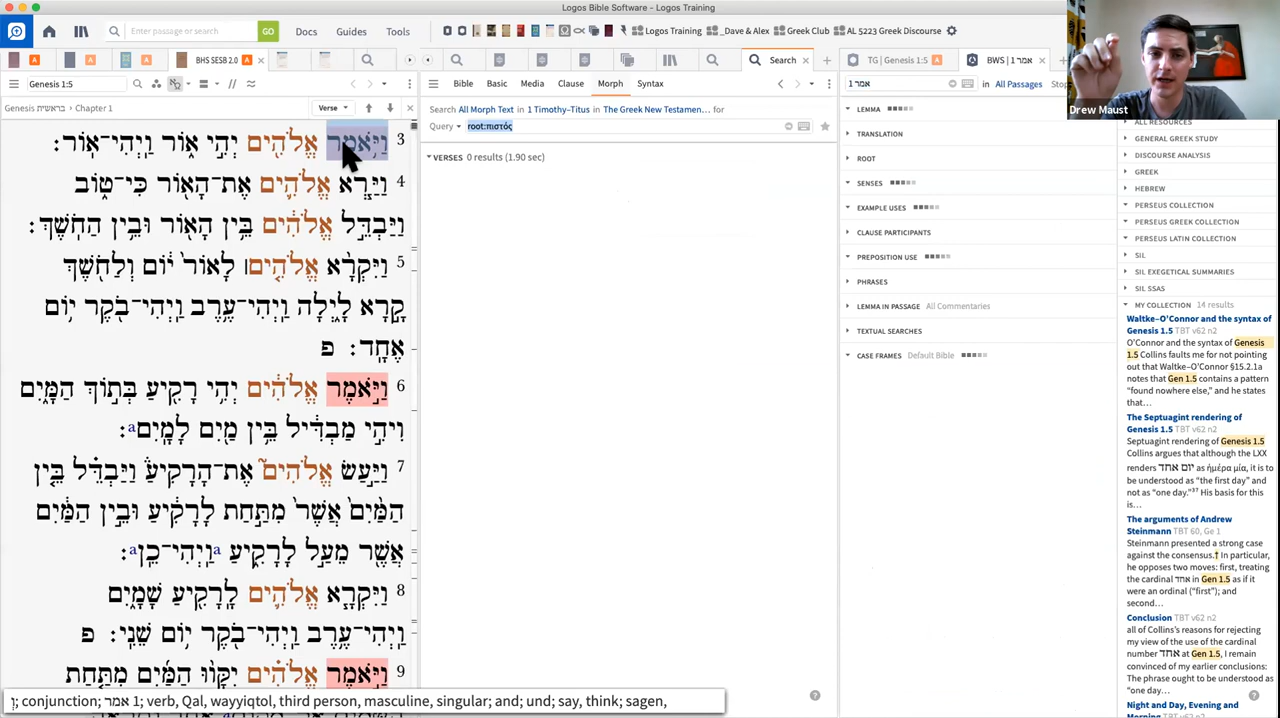 Logos Bible Software - Logos Training
Enter passage or search
GO
Docs
Guides
Tools
Logos Training
_Dave & Alex
Greek Club
AL 5223 Greek Discourse
A
A
BHS SESB 2.0
A
Search
TG | Genesis 1:5
A
BWS | אמר 1
Genesis 1:5
Genesis בראשית
Chapter 1
Verse
3 וַיֹּ֥אמֶר אֱלֹהִ֖ים יְהִ֣י א֑וֹר וַֽיְהִי־אֽוֹר׃
4 וַיַּ֧רְא אֱלֹהִ֛ים אֶת־הָא֖וֹר כִּי־ט֑וֹב
וַיַּבְדֵּ֣ל אֱלֹהִ֔ים בֵּ֥ין הָא֖וֹר וּבֵ֥ין הַחֹֽשֶׁךְ׃
5 וַיִּקְרָ֨א אֱלֹהִ֤ים׀ לָאוֹר֙ י֔וֹם וְלַחֹ֖שֶׁךְ
קָ֣רָא לָ֑יְלָה וַֽיְהִי־עֶ֥רֶב וַֽיְהִי־בֹ֖קֶר י֥וֹם
אֶחָֽד׃ פ
6 וַיֹּ֣אמֶר אֱלֹהִ֔ים יְהִ֥י רָקִ֖יעַ בְּת֣וֹךְ הַמָּ֑יִם
וִיהִ֣י מַבְדִּ֔יל בֵּ֥ין מַ֖יִם לָמָֽיִם׃a
7 וַיַּ֣עַשׂ אֱלֹהִים֮ אֶת־הָרָקִיעַ֒ וַיַּבְדֵּ֗ל בֵּ֤ין
הַמַּ֙יִם֙ אֲשֶׁר֙ מִתַּ֣חַת לָרָקִ֔יעַ וּבֵ֣ין הַמַּ֔יִם
אֲשֶׁ֖ר מֵעַ֣ל לָרָקִ֑יעַ aוַֽיְהִי־כֵֽן׃a
8 וַיִּקְרָ֧א אֱלֹהִ֛ים לָֽרָקִ֖יעַ שָׁמָ֑יִם
וַֽיְהִי־עֶ֥רֶב וַֽיְהִי־בֹ֖קֶר י֥וֹם שֵׁנִֽי׃ פ
9 וַיֹּ֣אמֶר אֱלֹהִ֗ים יִקָּו֨וּ הַמַּ֜יִם מִתַּ֤חַת
ו; conjunction; אמר 1; verb, Qal, wayyiqtol, third person, masculine, singular; and; und; say, think; sagen,
Bible
Basic
Media
Clause
Morph
Syntax
Search All Morph Text in 1 Timothy–Titus in The Greek New Testamen... for
Query root:πιστός
VERSES 0 results (1.90 sec)
אמר 1
in All Passages
LEMMA
TRANSLATION
ROOT
SENSES
EXAMPLE USES
CLAUSE PARTICIPANTS
PREPOSITION USE
PHRASES
LEMMA IN PASSAGE All Commentaries
TEXTUAL SEARCHES
CASE FRAMES Default Bible
Drew Maust
ALL RESOURCES
GENERAL GREEK STUDY
DISCOURSE ANALYSIS
GREEK
HEBREW
PERSEUS COLLECTION
PERSEUS GREEK COLLECTION
PERSEUS LATIN COLLECTION
SIL
SIL EXEGETICAL SUMMARIES
SIL SSAS
MY COLLECTION 14 results
Waltke–O'Connor and the syntax of
Genesis 1.5 TBT v62 n2
O'Connor and the syntax of Genesis
1.5 Collins faults me for not pointing
out that Waltke–O'Connor §15.2.1a
notes that Gen 1.5 contains a pattern
“found nowhere else,” and he states
that…
The Septuagint rendering of
Genesis 1.5 TBT v62 n2
Septuagint rendering of Genesis 1.5
Collins argues that although the LXX
renders יום אחד as ἡμέρα μία, it is to
be understood as “the first day” and
not as “one day.”³⁷ His basis for this
is…
The arguments of Andrew
Steinmann TBT 60, Ge 1
Steinmann presented a strong case
against the consensus.† In particular,
he opposes two moves: first, treating
the cardinal אחד in Gen 1.5 as if it
were an ordinal (“first”); and
second…
Conclusion TBT v62 n2
all of Collins's reasons for rejecting
my view of the use of the cardinal
number אחד at Gen 1.5, I remain
convinced of my earlier conclusions:
The phrase ought to be understood as
“one day…
Night and Day, Evening and